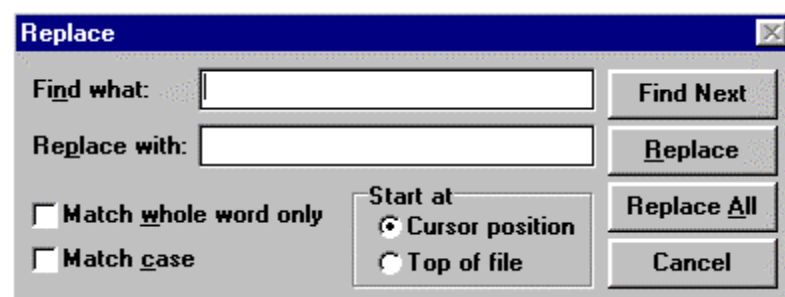 Replace
Find what:
Find Next
Replace with:
Replace
Match whole word only
Start at
Cursor position
Replace All
Match case
Top of file
Cancel